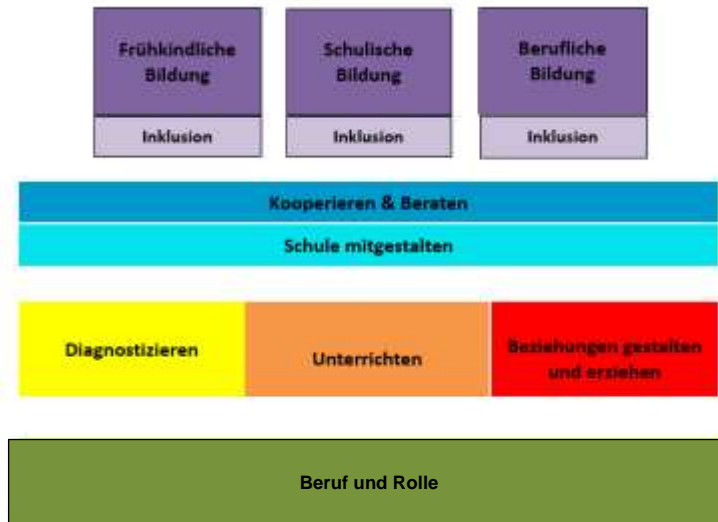 Frühkindliche
Bildung
Inklusion
Schulische
Bildung
Inklusion
Berufliche
Bildung
Inklusion
Kooperieren & Beraten
Schule mitgestalten
Diagnostizieren
Unterrichten
Beziehungen gestalten
und erziehen
Beruf und Rolle